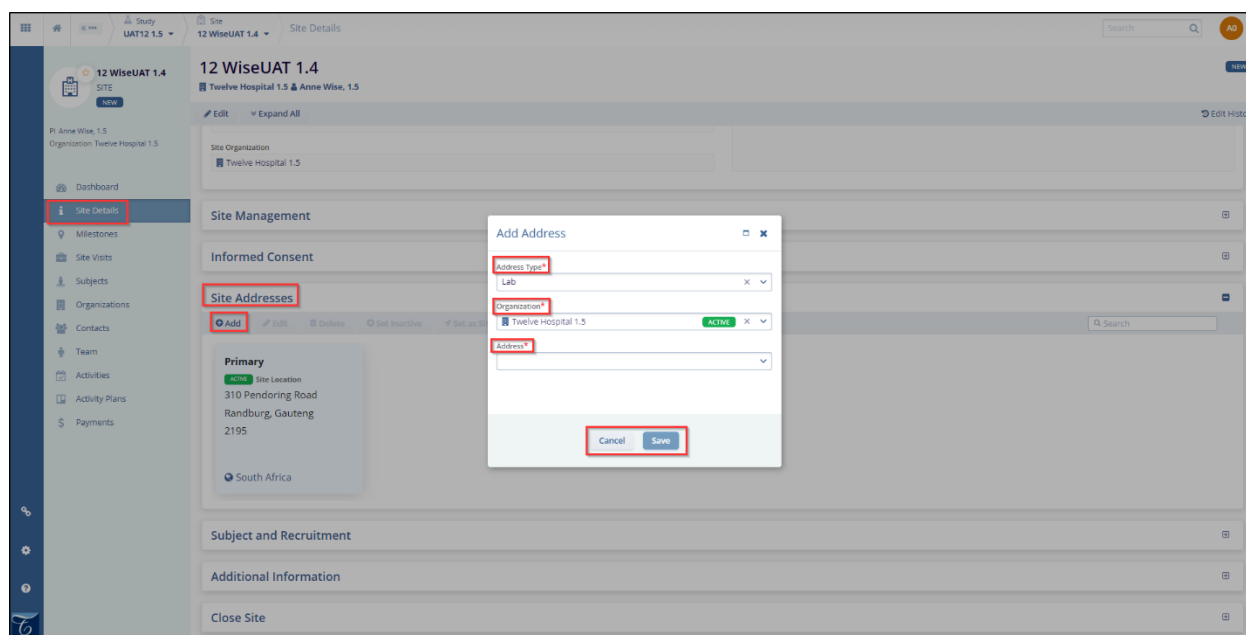 Study
UAT12 1.5
Site
12 WiseUAT 1.4
Site Details
Search
AO
12 WiseUAT 1.4
SITE
NEW
PI Anne Wise, 1.5
Organization Twelve Hospital 1.5
Dashboard
Site Details
Milestones
Site Visits
Subjects
Organizations
Contacts
Team
Activities
Activity Plans
$ Payments
12 WiseUAT 1.4
Twelve Hospital 1.5 Anne Wise, 1.5
NEW
Edit Expand All
Edit Histo
Site Organization
Twelve Hospital 1.5
Site Management
Informed Consent
Site Addresses
Add Edit Delete Set Inactive Set as Si
Search
Primary
ACTIVE Site Location
310 Pendoring Road
Randburg, Gauteng
2195
South Africa
Subject and Recruitment
Additional Information
Close Site
Add Address
Address Type*
Lab
Organization*
Twelve Hospital 1.5 ACTIVE
Address*
Cancel Save